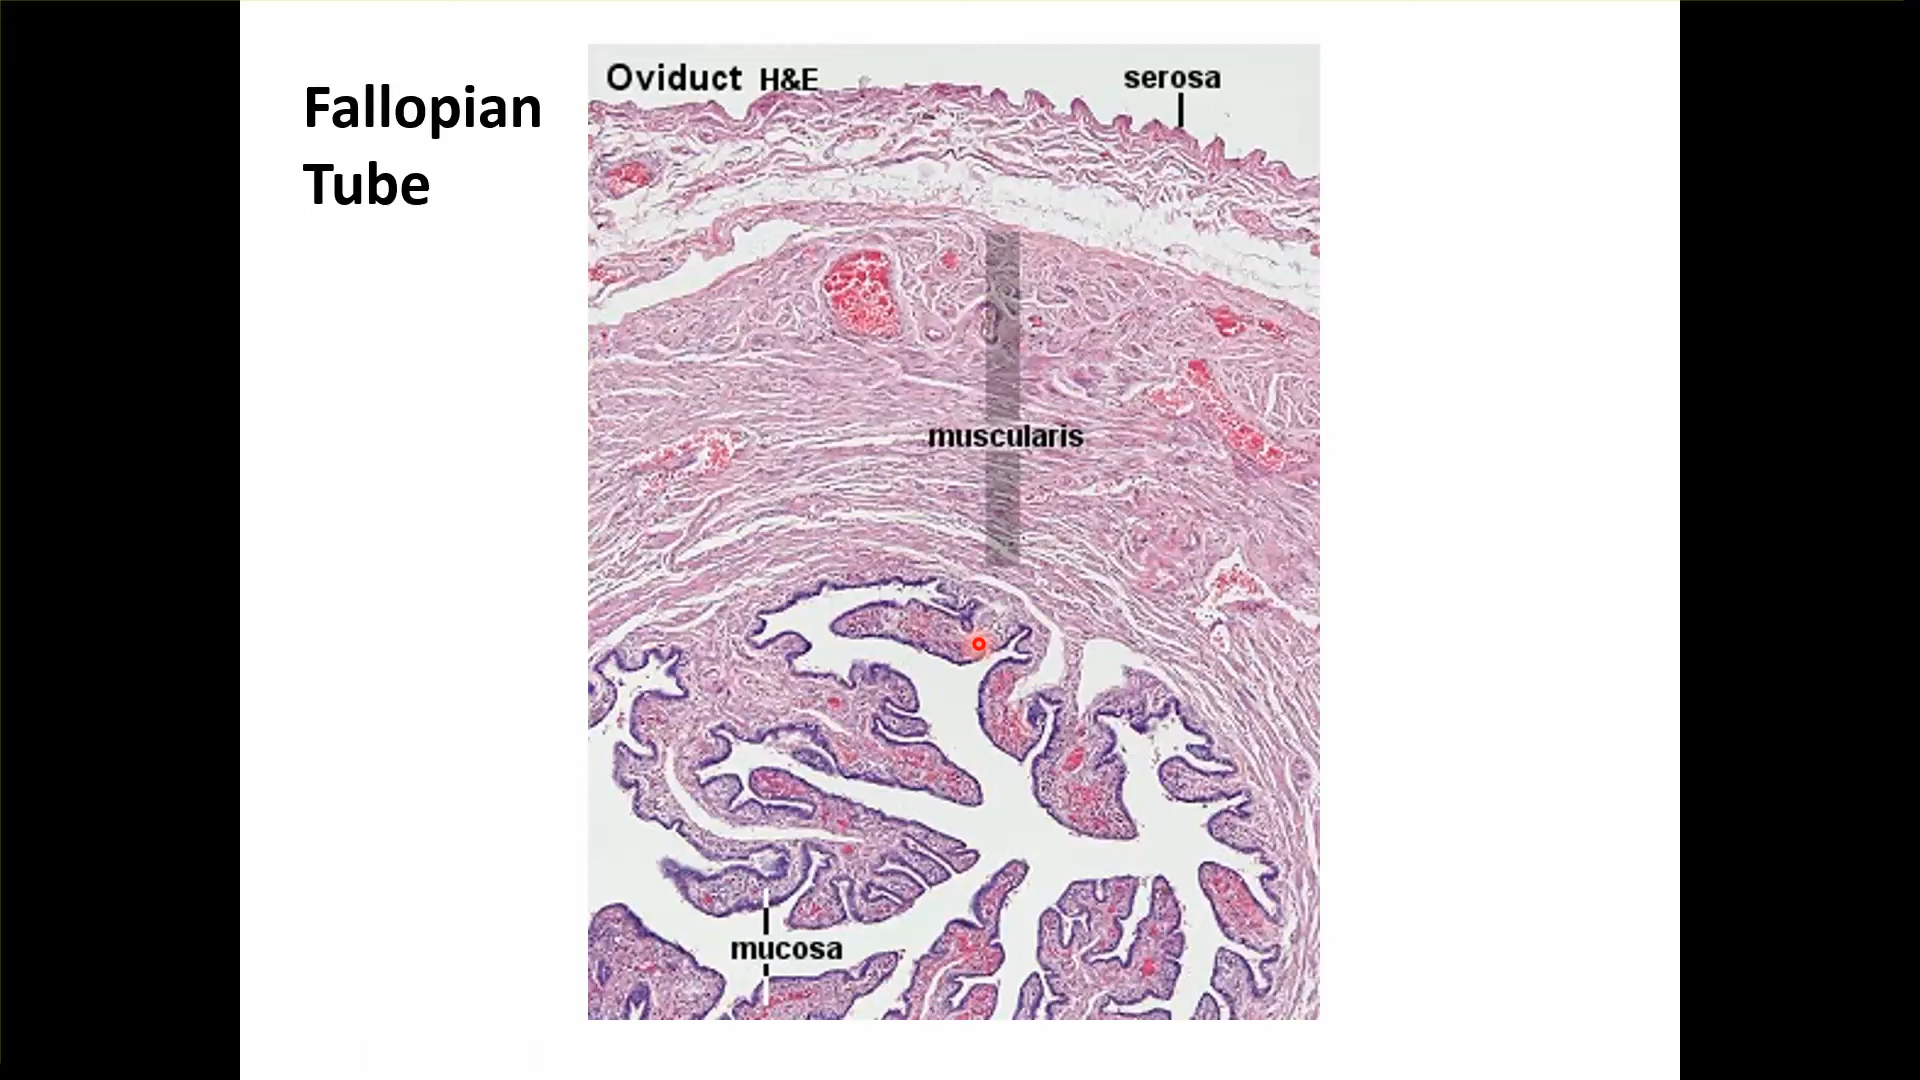 Fallopian
Tube
Oviduct H&E
serosa
muscularis
mucosa